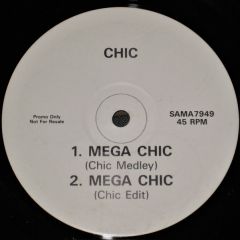 CHIC
Promo Only
Not For Resale
SAMA7949
45 RPM
1. MEGA CHIC
(Chic Medley)
2. MEGA CHIC
(Chic Edit)